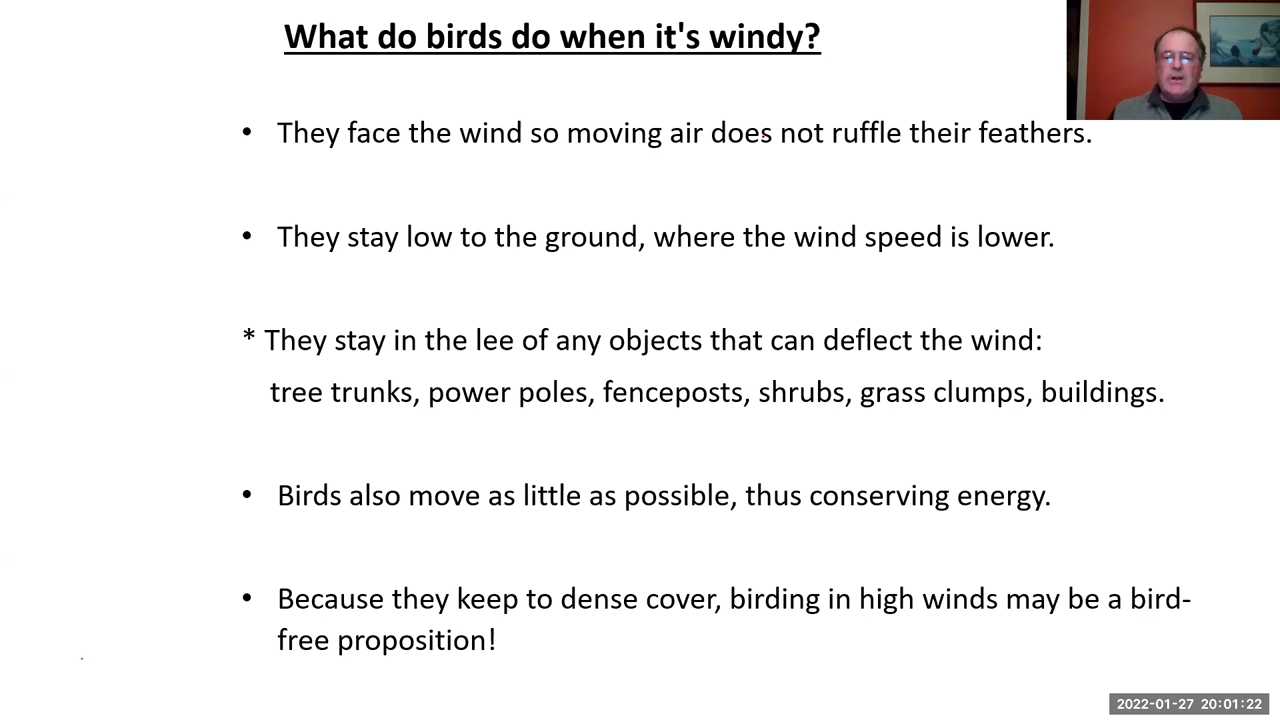 What do birds do when it's windy?
• They face the wind so moving air does not ruffle their feathers.
• They stay low to the ground, where the wind speed is lower.
* They stay in the lee of any objects that can deflect the wind:
tree trunks, power poles, fenceposts, shrubs, grass clumps, buildings.
• Birds also move as little as possible, thus conserving energy.
• Because they keep to dense cover, birding in high winds may be a bird-
free proposition!
2022-01-27 20:01:22